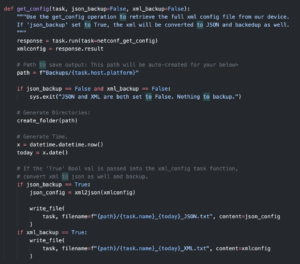 def get_config(task, json_backup=False, xml_backup=False):
"""Use the get_config operation to retrieve the full xml config file from our device.
If 'json_backup' set to True, the xml will be converted to JSON and backedup as well.
"""
response = task.run(task=netconf_get_config)
xmlconfig = response.result
# Path to save output: This path will be auto-created for your below>
path = f"Backups/{task.host.platform}"
if json_backup == False and xml_backup == False:
sys.exit("JSON and XML are both set to False. Nothing to backup.")
# Generate Directories:
create_folder(path)
# Generate Time.
x = datetime.datetime.now()
today = x.date()
# If the 'True' Bool val is passed into the xml_config task function,
# convert xml to json as well and backup.
if json_backup == True:
json_config = xml2json(xmlconfig)
write_file(
task, filename=f"{path}/{task.name}_{today}_JSON.txt", content=json_config
)
if xml_backup == True:
write_file(
task, filename=f"{path}/{task.name}_{today}_XML.txt", content=xmlconfig
)